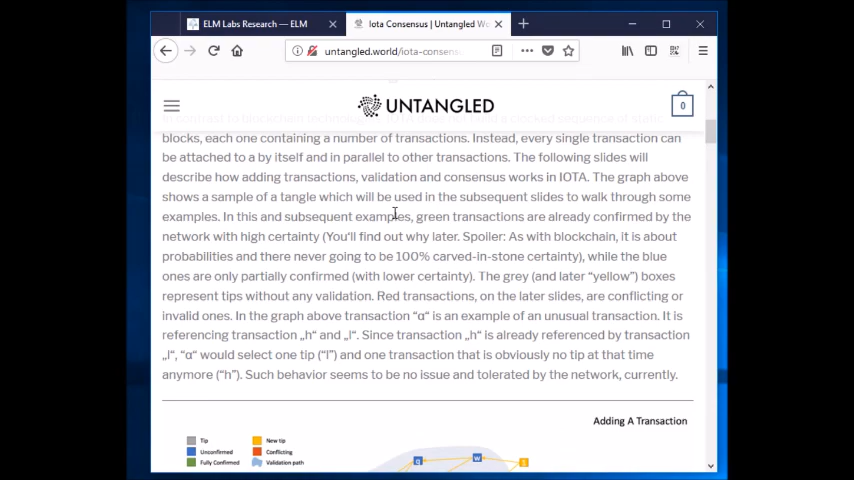 ELM Labs Research — ELM
Iota Consensus | Untangled Wo
untangled.world/iota-consens
UNTANGLED
0
blocks, each one containing a number of transactions. Instead, every single transaction can
be attached to a by itself and in parallel to other transactions. The following slides will
describe how adding transactions, validation and consensus works in IOTA. The graph above
shows a sample of a tangle which will be used in the subsequent slides to walk through some
examples. In this and subsequent examples, green transactions are already confirmed by the
network with high certainty (You'll find out why later. Spoiler: As with blockchain, it is about
probabilities and there never going to be 100% carved-in-stone certainty), while the blue
ones are only partially confirmed (with lower certainty). The grey (and later “yellow”) boxes
represent tips without any validation. Red transactions, on the later slides, are conflicting or
invalid ones. In the graph above transaction “α“ is an example of an unusual transaction. It is
referencing transaction „h“ and „l“. Since transaction „h“ is already referenced by transaction
„l“, “α“ would select one tip (“l”) and one transaction that is obviously no tip at that time
anymore (“h”). Such behavior seems to be no issue and tolerated by the network, currently.
Adding A Transaction
Tip
New tip
Unconfirmed
Conflicting
Fully Confirmed
Validation path
q
w